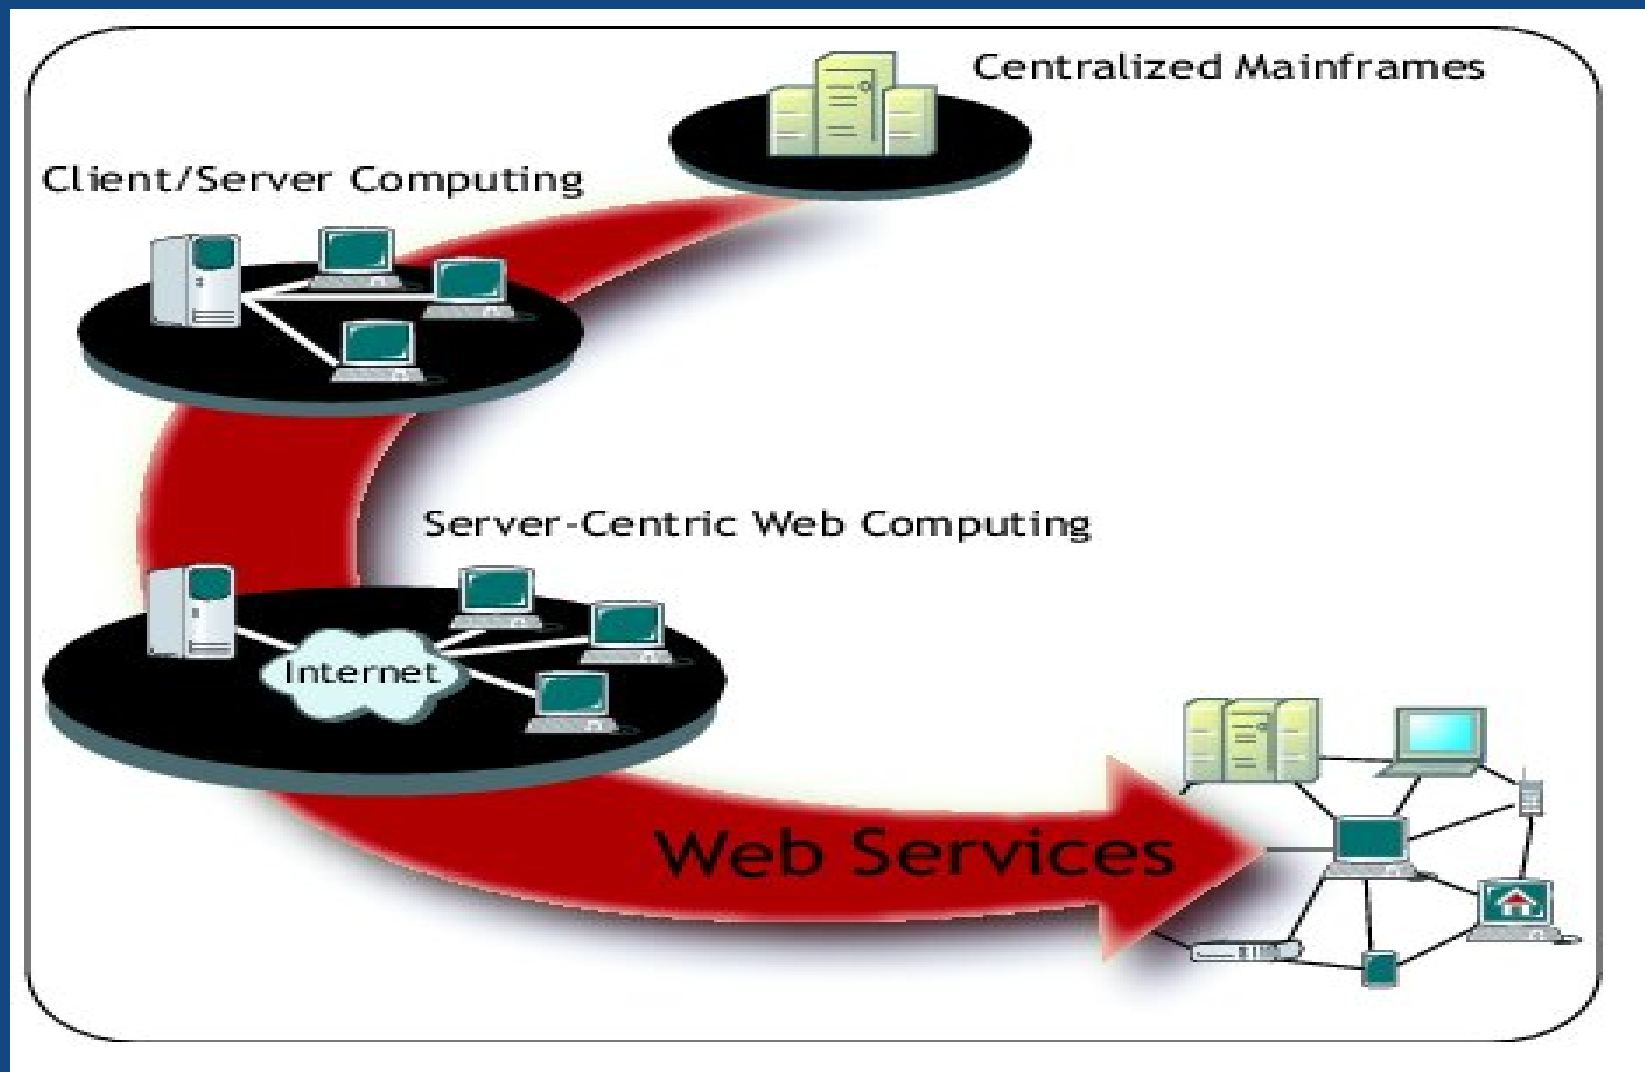 Centralized Mainframes
Client/Server Computing
Server-Centric Web Computing
Internet
Web Services